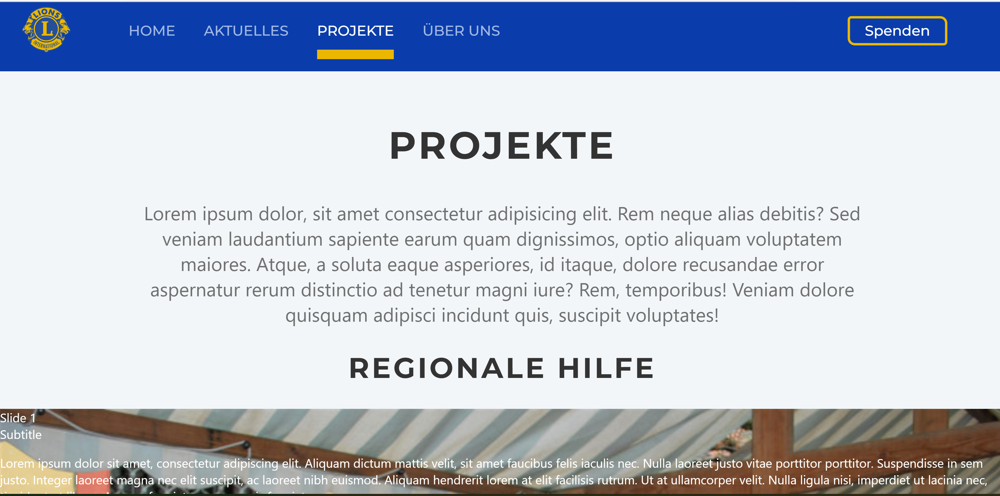 LIONS
L
INTERNATIONAL
®
HOME
AKTUELLES
PROJEKTE
ÜBER UNS
Spenden
PROJEKTE
Lorem ipsum dolor, sit amet consectetur adipisicing elit. Rem neque alias debitis? Sed
veniam laudantium sapiente earum quam dignissimos, optio aliquam voluptatem
maiores. Atque, a soluta eaque asperiores, id itaque, dolore recusandae error
aspernatur rerum distinctio ad tenetur magni iure? Rem, temporibus! Veniam dolore
quisquam adipisci incidunt quis, suscipit voluptates!
REGIONALE HILFE
Slide 1
Subtitle
Lorem ipsum dolor sit amet, consectetur adipiscing elit. Aliquam dictum mattis velit, sit amet faucibus felis iaculis nec. Nulla laoreet justo vitae porttitor porttitor. Suspendisse in sem
justo. Integer laoreet magna nec elit suscipit, ac laoreet nibh euismod. Aliquam hendrerit lorem at elit facilisis rutrum. Ut at ullamcorper velit. Nulla ligula nisi, imperdiet ut lacinia nec,